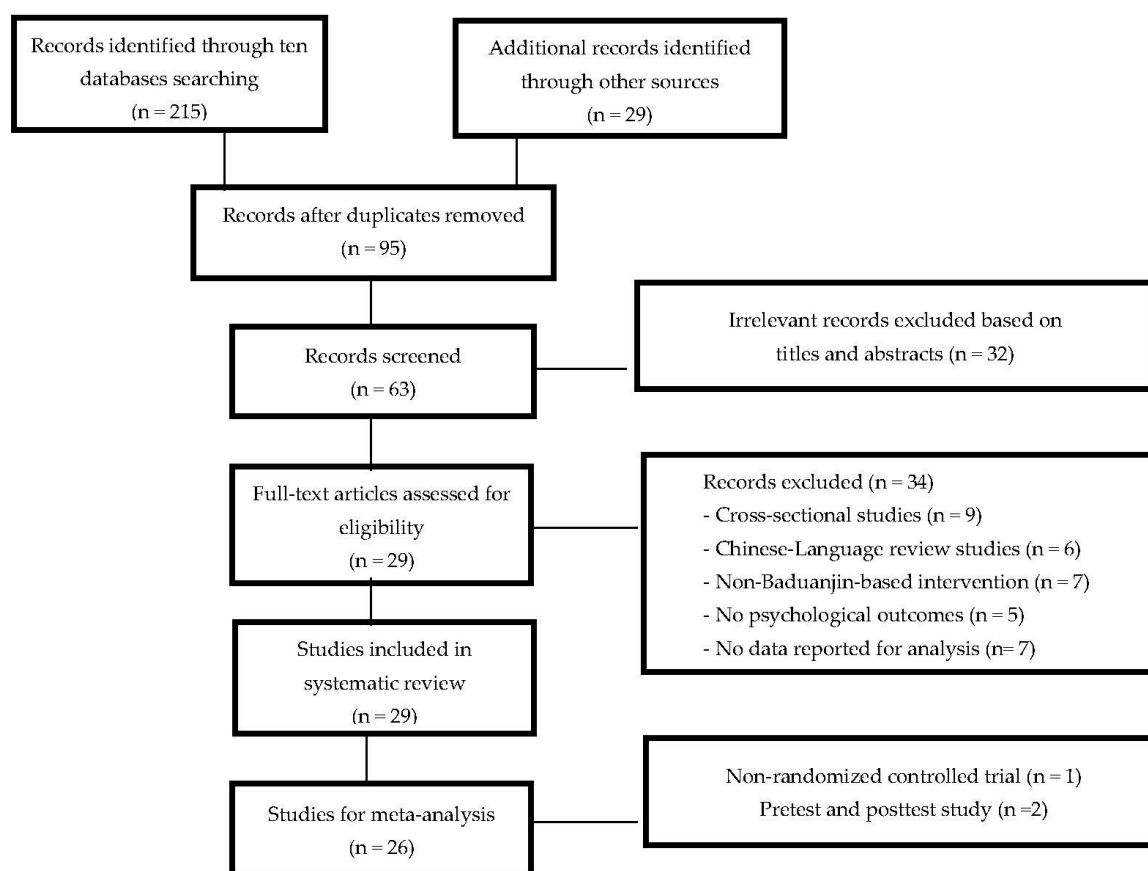 Records identified through ten
databases searching
(n = 215)
Additional records identified
through other sources
(n = 29)
Records after duplicates removed
(n = 95)
Records screened
(n = 63)
Irrelevant records excluded based on
titles and abstracts (n = 32)
Full-text articles assessed for
eligibility
(n = 29)
Records excluded (n = 34)
- Cross-sectional studies (n = 9)
- Chinese-Language review studies (n = 6)
- Non-Baduanjin-based intervention (n = 7)
- No psychological outcomes (n = 5)
- No data reported for analysis (n= 7)
Studies included in
systematic review
(n = 29)
Studies for meta-analysis
(n = 26)
Non-randomized controlled trial (n = 1)
Pretest and posttest study (n =2)